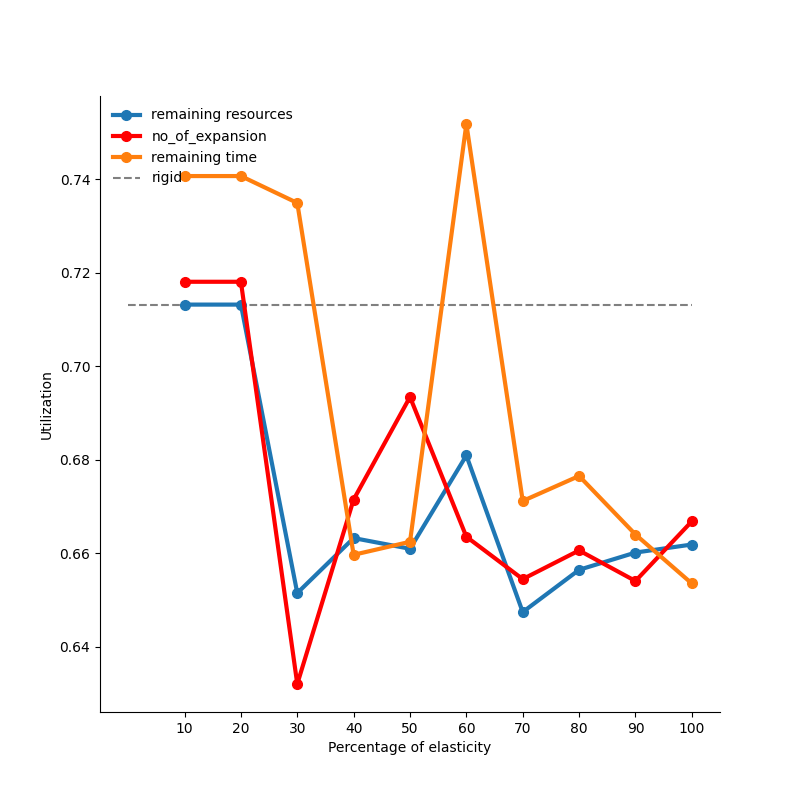 remaining resources
no_of_expansion
remaining time
rigid
0.74
0.72
0.70
0.68
0.66
0.64
Utilization
10 20 30 40 50 60 70 80 90 100
Percentage of elasticity